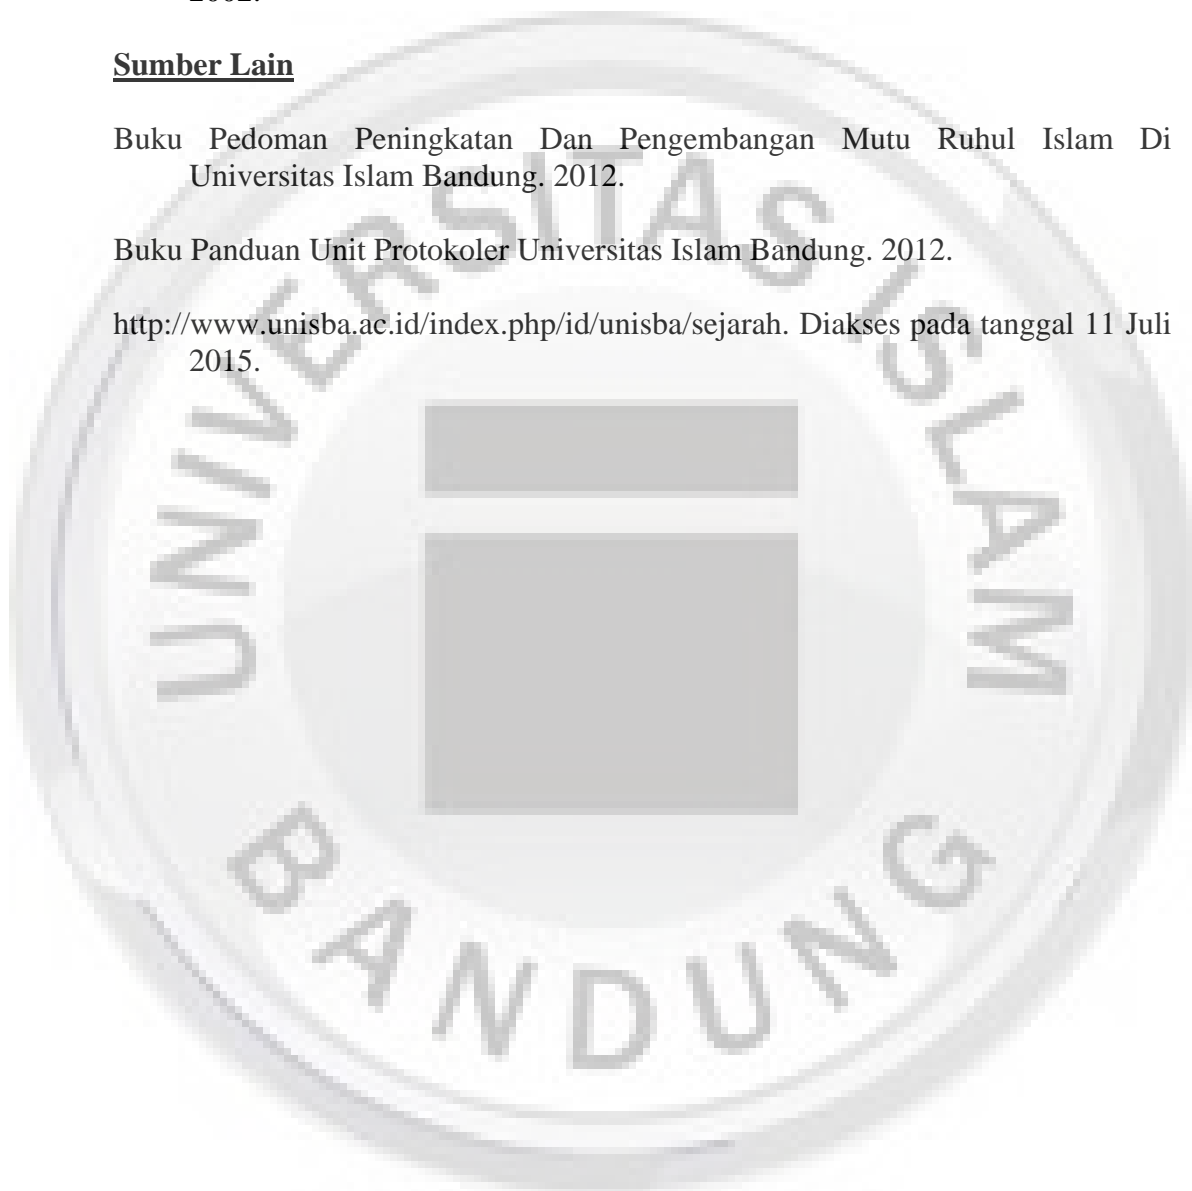 2002.
Sumber Lain
Buku Pedoman Peningkatan Dan Pengembangan Mutu Ruhul Islam Di
Universitas Islam Bandung. 2012.
Buku Panduan Unit Protokoler Universitas Islam Bandung. 2012.
http://www.unisba.ac.id/index.php/id/unisba/sejarah. Diakses pada tanggal 11 Juli
2015.
UNIVERSITAS ISLAM
BANDUNG